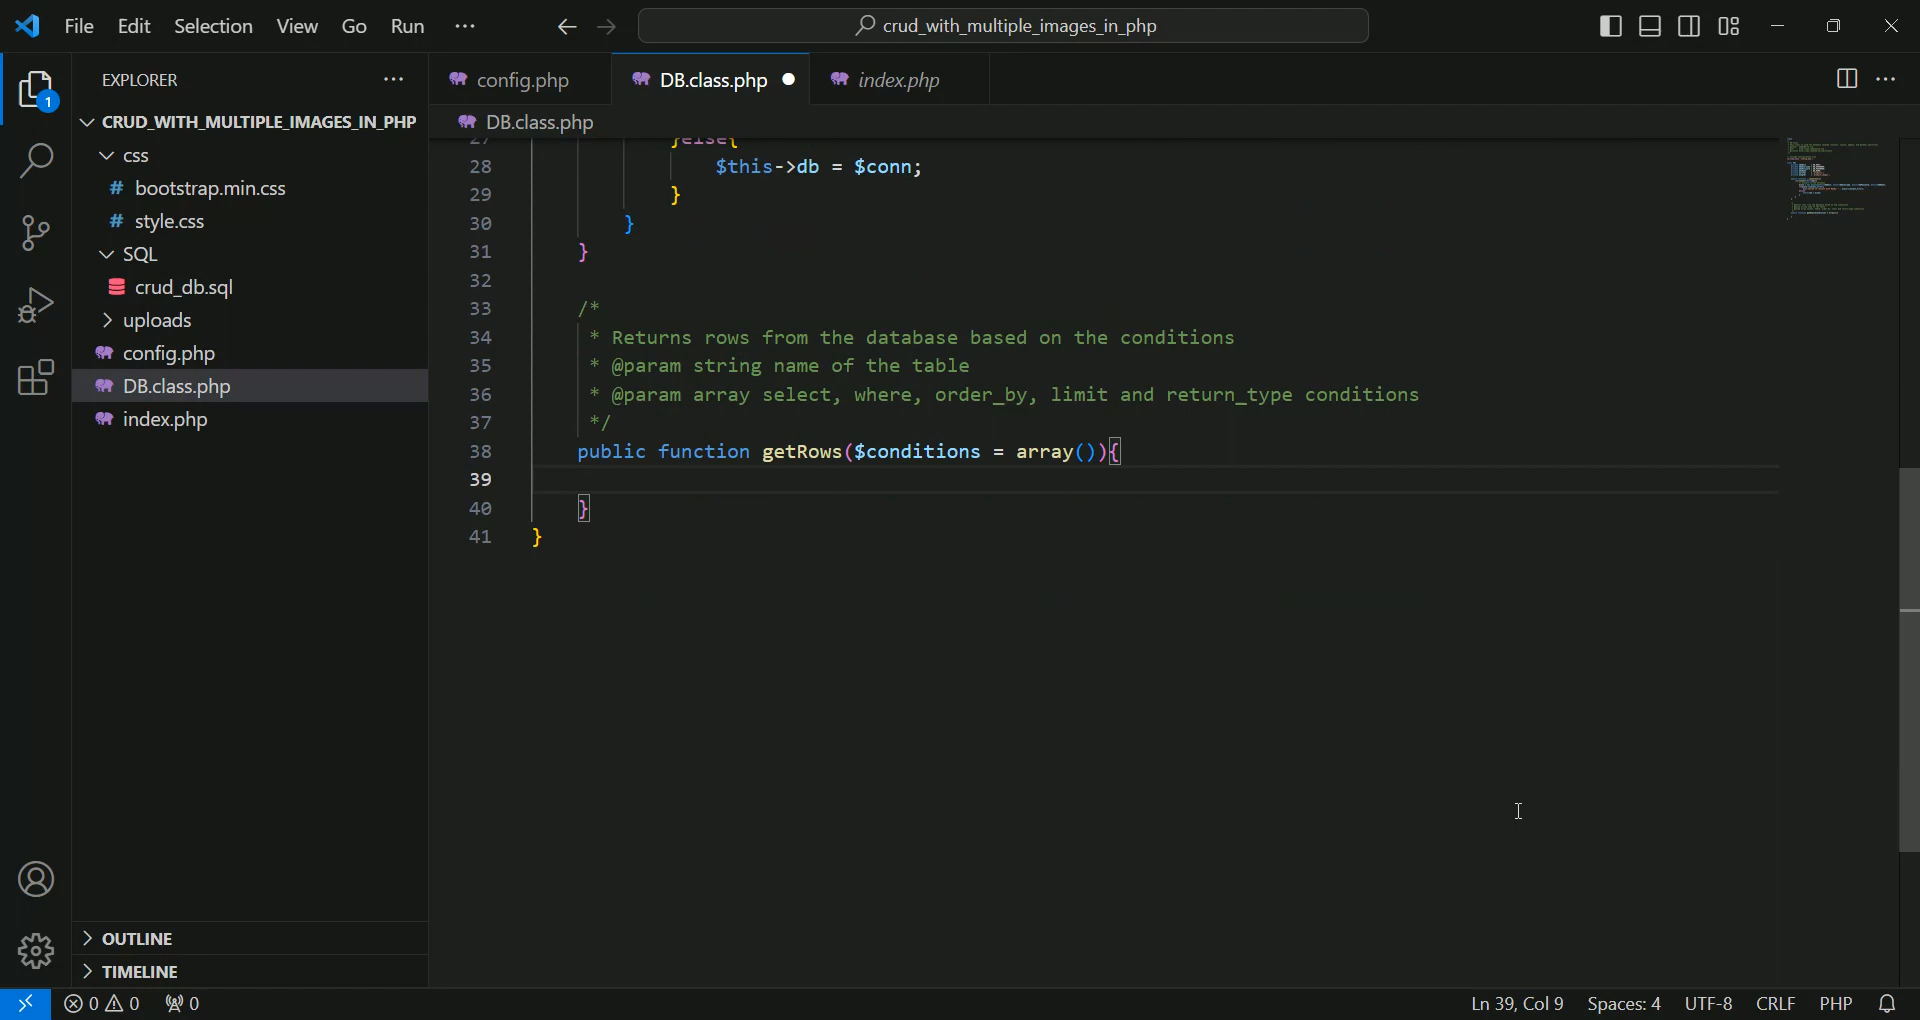 File Edit Selection View Go Run ··· crud_with_multiple_images_in_php
EXPLORER
1
CRUD_WITH_MULTIPLE_IMAGES_IN_PHP
css
# bootstrap.min.css
# style.css
SQL
crud_db.sql
uploads
config.php
DB.class.php
index.php
OUTLINE
TIMELINE
config.php DB.class.php index.php
DB.class.php
27 }else{
28 $this->db = $conn;
29 }
30 }
31 }
32
33 /*
34 * Returns rows from the database based on the conditions
35 * @param string name of the table
36 * @param array select, where, order_by, limit and return_type conditions
37 */
38 public function getRows($conditions = array()){
39
40 }
41 }
0 0 0 Ln 39, Col 9 Spaces: 4 UTF-8 CRLF PHP